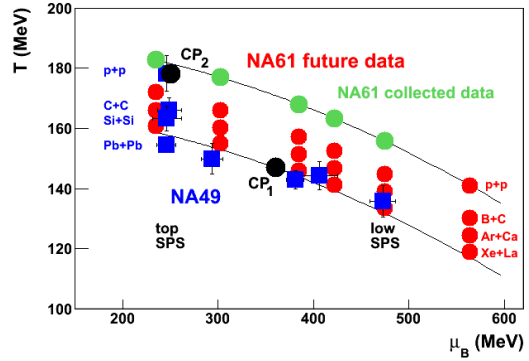 T (MeV)
180
160
140
120
100
200
300
400
500
600
μB (MeV)
p+p
C+C
Si+Si
Pb+Pb
CP2
NA61 future data
NA61 collected data
NA49
CP1
top
SPS
low
SPS
p+p
B+C
Ar+Ca
Xe+La